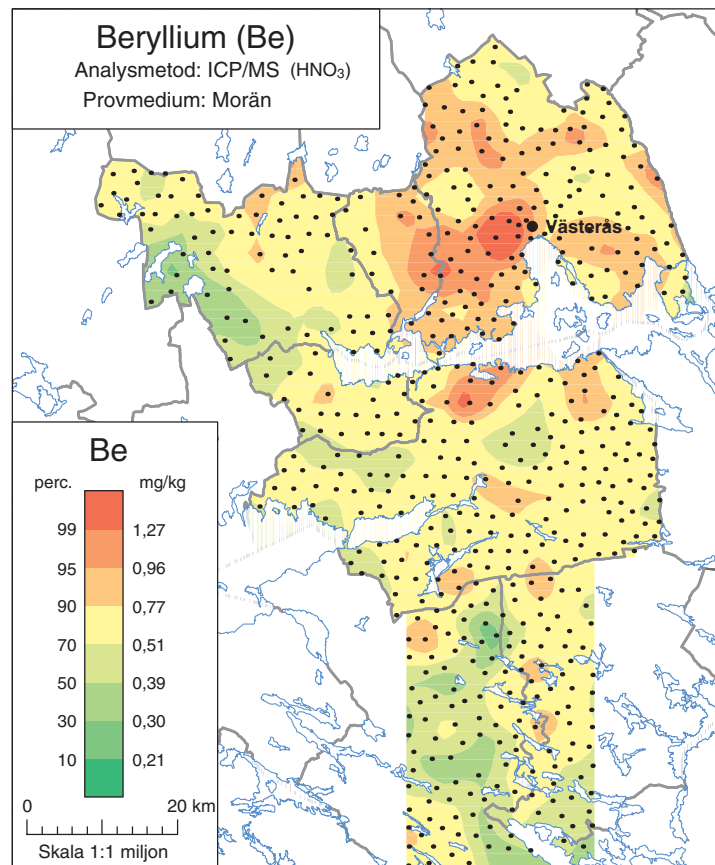 Beryllium (Be)
Analysmetod: ICP/MS (HNO₃)
Provmedium: Morän
Västerås
Be
perc. mg/kg
99 1,27
95 0,96
90 0,77
70 0,51
50 0,39
30 0,30
10 0,21
0 20 km
Skala 1:1 miljon